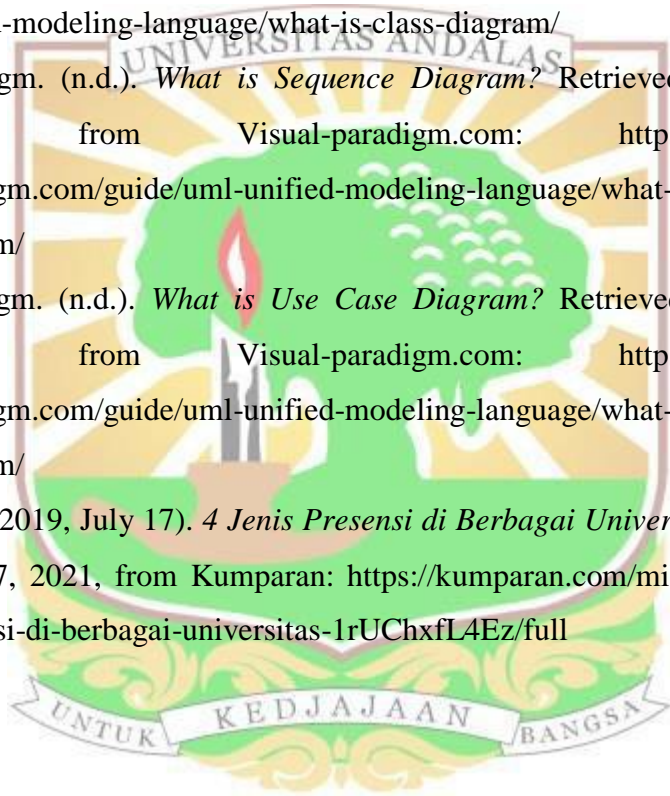 -modeling-language/what-is-class-diagram/
UNIVERSITAS ANDALAS
gm. (n.d.). What is Sequence Diagram? Retrieved
from Visual-paradigm.com: http
gm.com/guide/uml-unified-modeling-language/what-
m/
gm. (n.d.). What is Use Case Diagram? Retrieved
from Visual-paradigm.com: http
gm.com/guide/uml-unified-modeling-language/what-
m/
2019, July 17). 4 Jenis Presensi di Berbagai Univer
7, 2021, from Kumparan: https://kumparan.com/mi
si-di-berbagai-universitas-1rUChxfL4Ez/full
UNTUK KEDJAJAAN BANGSA